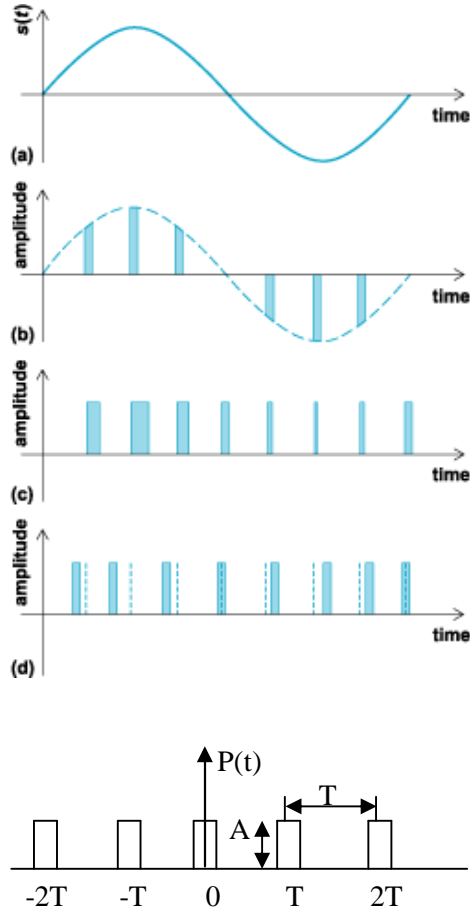 s(t)
time
(a)
amplitude
time
(b)
amplitude
time
(c)
amplitude
time
(d)
P(t)
T
A
-2T -T 0 T 2T